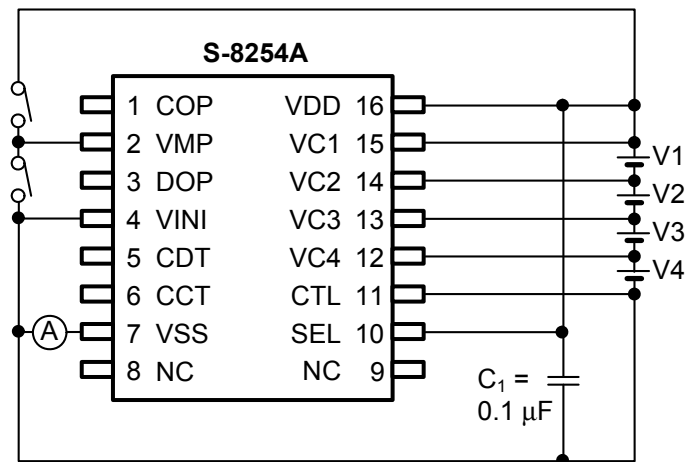 S-8254A
1 COP VDD 16
2 VMP VC1 15
3 DOP VC2 14
4 VINI VC3 13
5 CDT VC4 12
6 CCT CTL 11
7 VSS SEL 10
8 NC NC 9
A
V1
V2
V3
V4
C₁ =
0.1 μF